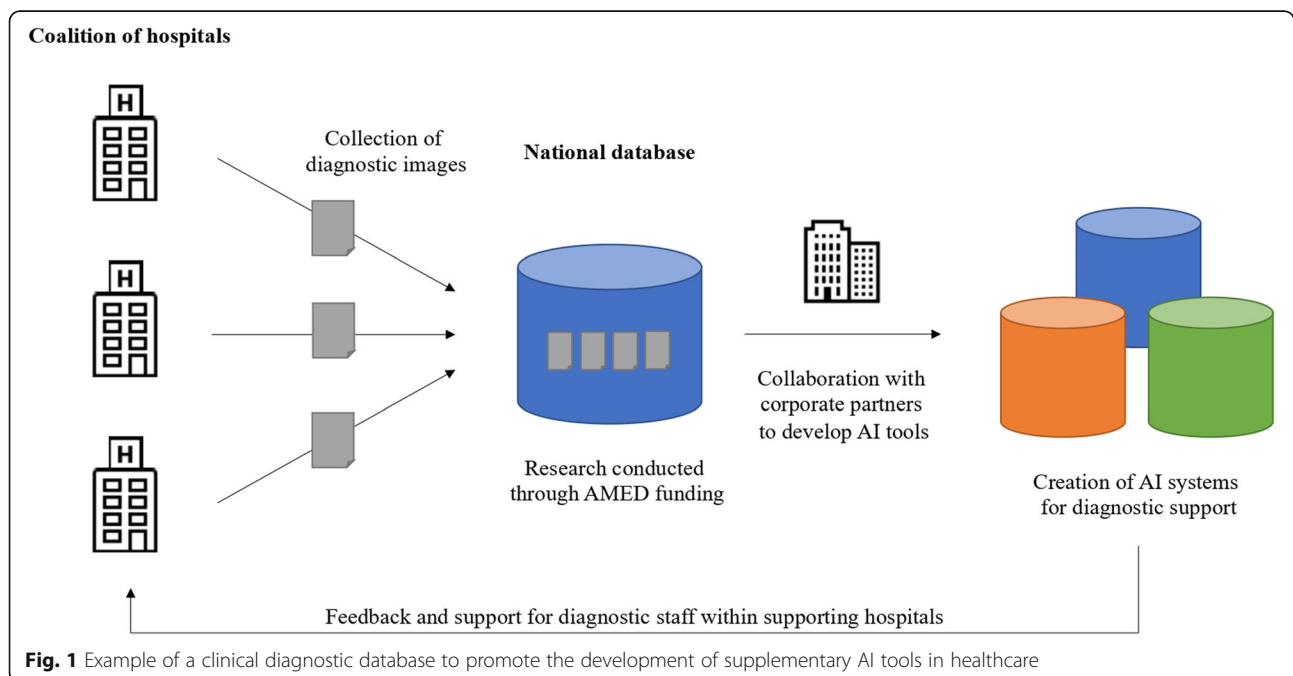 Coalition of hospitals
H
H
H
Collection of
diagnostic images
National database
Research conducted
through AMED funding
Collaboration with
corporate partners
to develop AI tools
Creation of AI systems
for diagnostic support
Feedback and support for diagnostic staff within supporting hospitals
Fig. 1 Example of a clinical diagnostic database to promote the development of supplementary AI tools in healthcare